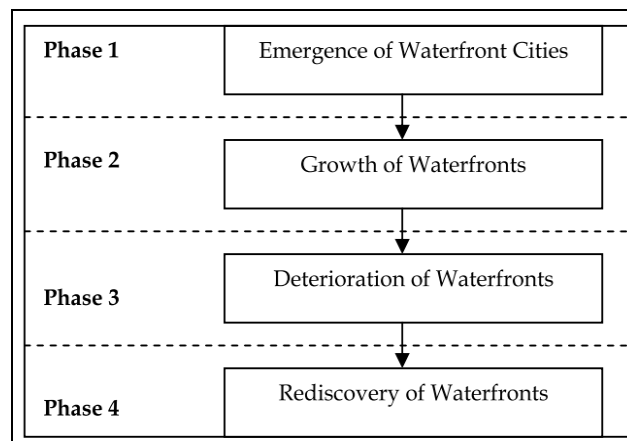 Phase 1
Emergence of Waterfront Cities
Phase 2
Growth of Waterfronts
Phase 3
Deterioration of Waterfronts
Phase 4
Rediscovery of Waterfronts